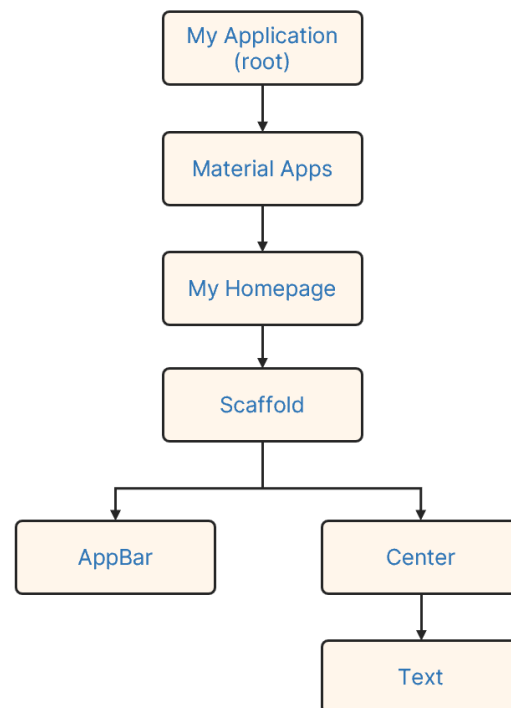 My Application
(root)
Material Apps
My Homepage
Scaffold
AppBar
Center
Text